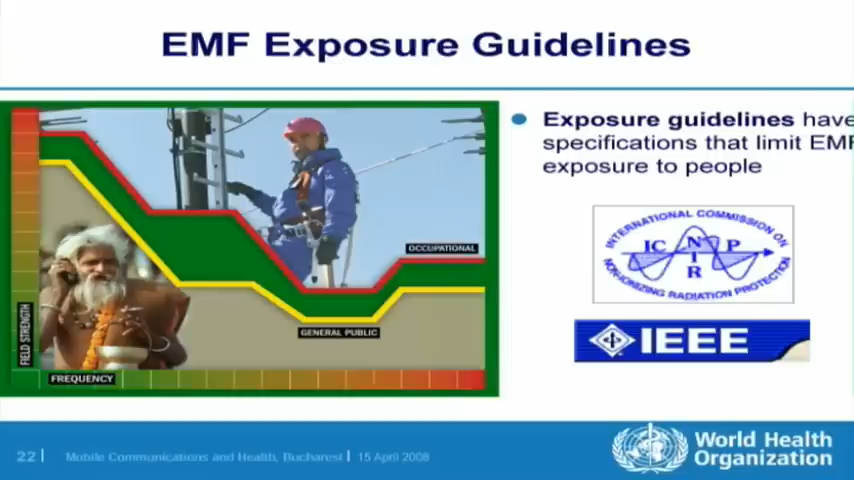 EMF Exposure Guidelines
Exposure guidelines have
specifications that limit EMF
exposure to people
OCCUPATIONAL
GENERAL PUBLIC
FIELD STRENGTH
FREQUENCY
INTERNATIONAL COMMISSION ON
IC NIR P
NON-IONIZING RADIATION PROTECTION
IEEE
22 Mobile Communications and Health, Bucharest 15 April 2008
World Health
Organization